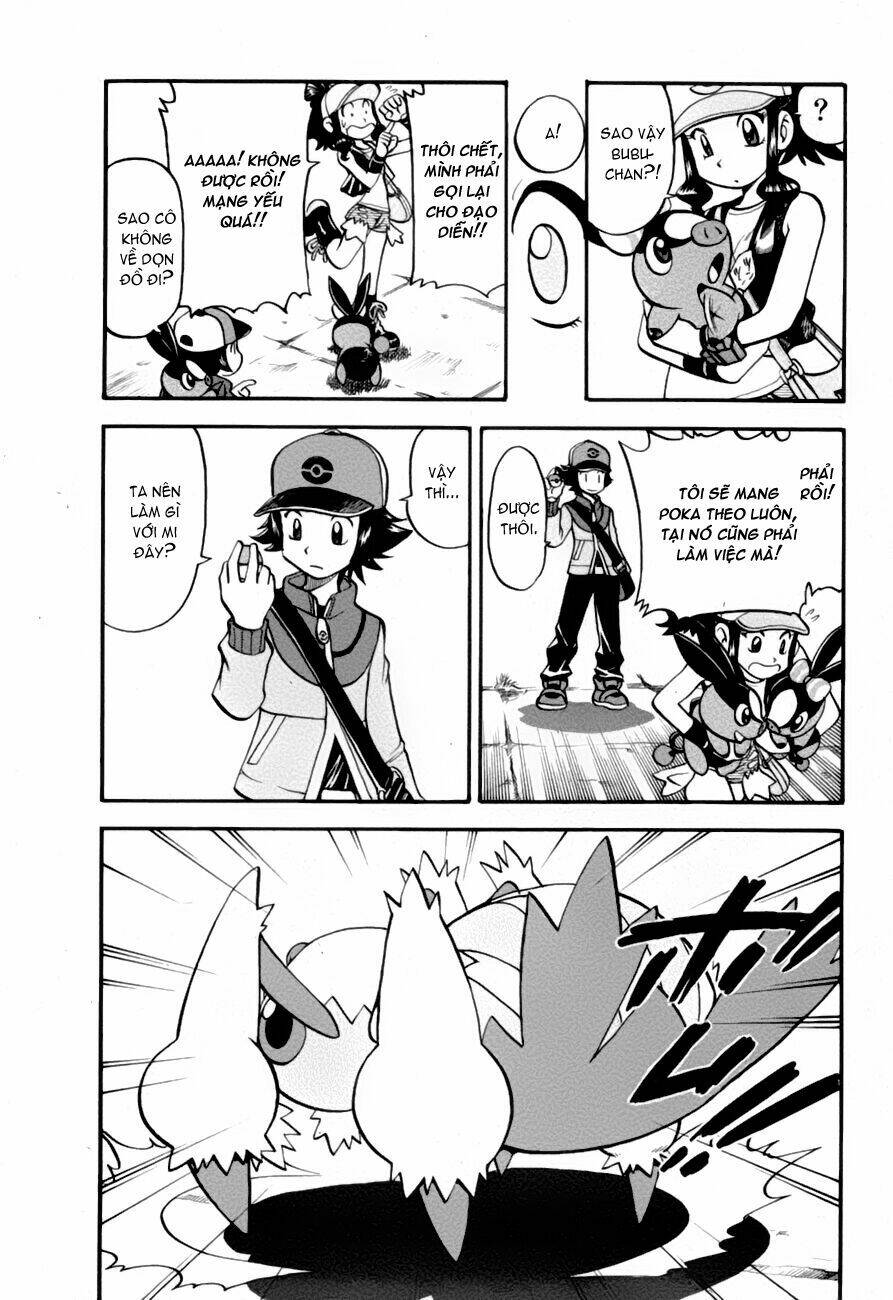 ?
SAO VẬY
BUBU-
CHAN?!
A!
THÔI CHẾT,
MÌNH PHẢI
GỌI LẠI
CHO ĐẠO
DIỄN!!
AAAAA! KHÔNG
ĐƯỢC RỒI!
MẠNG YẾU
QUÁ!!
SAO CÔ
KHÔNG
VỀ DỌN
ĐỒ ĐI?
PHẢI
RỒI!
TÔI SẼ MANG
POKA THEO LUÔN,
TẠI NÓ CŨNG PHẢI
LÀM VIỆC MÀ!
ĐƯỢC
THÔI.
VẬY
THÌ...
TA NÊN
LÀM GÌ
VỚI MI
ĐÂY?
ボム